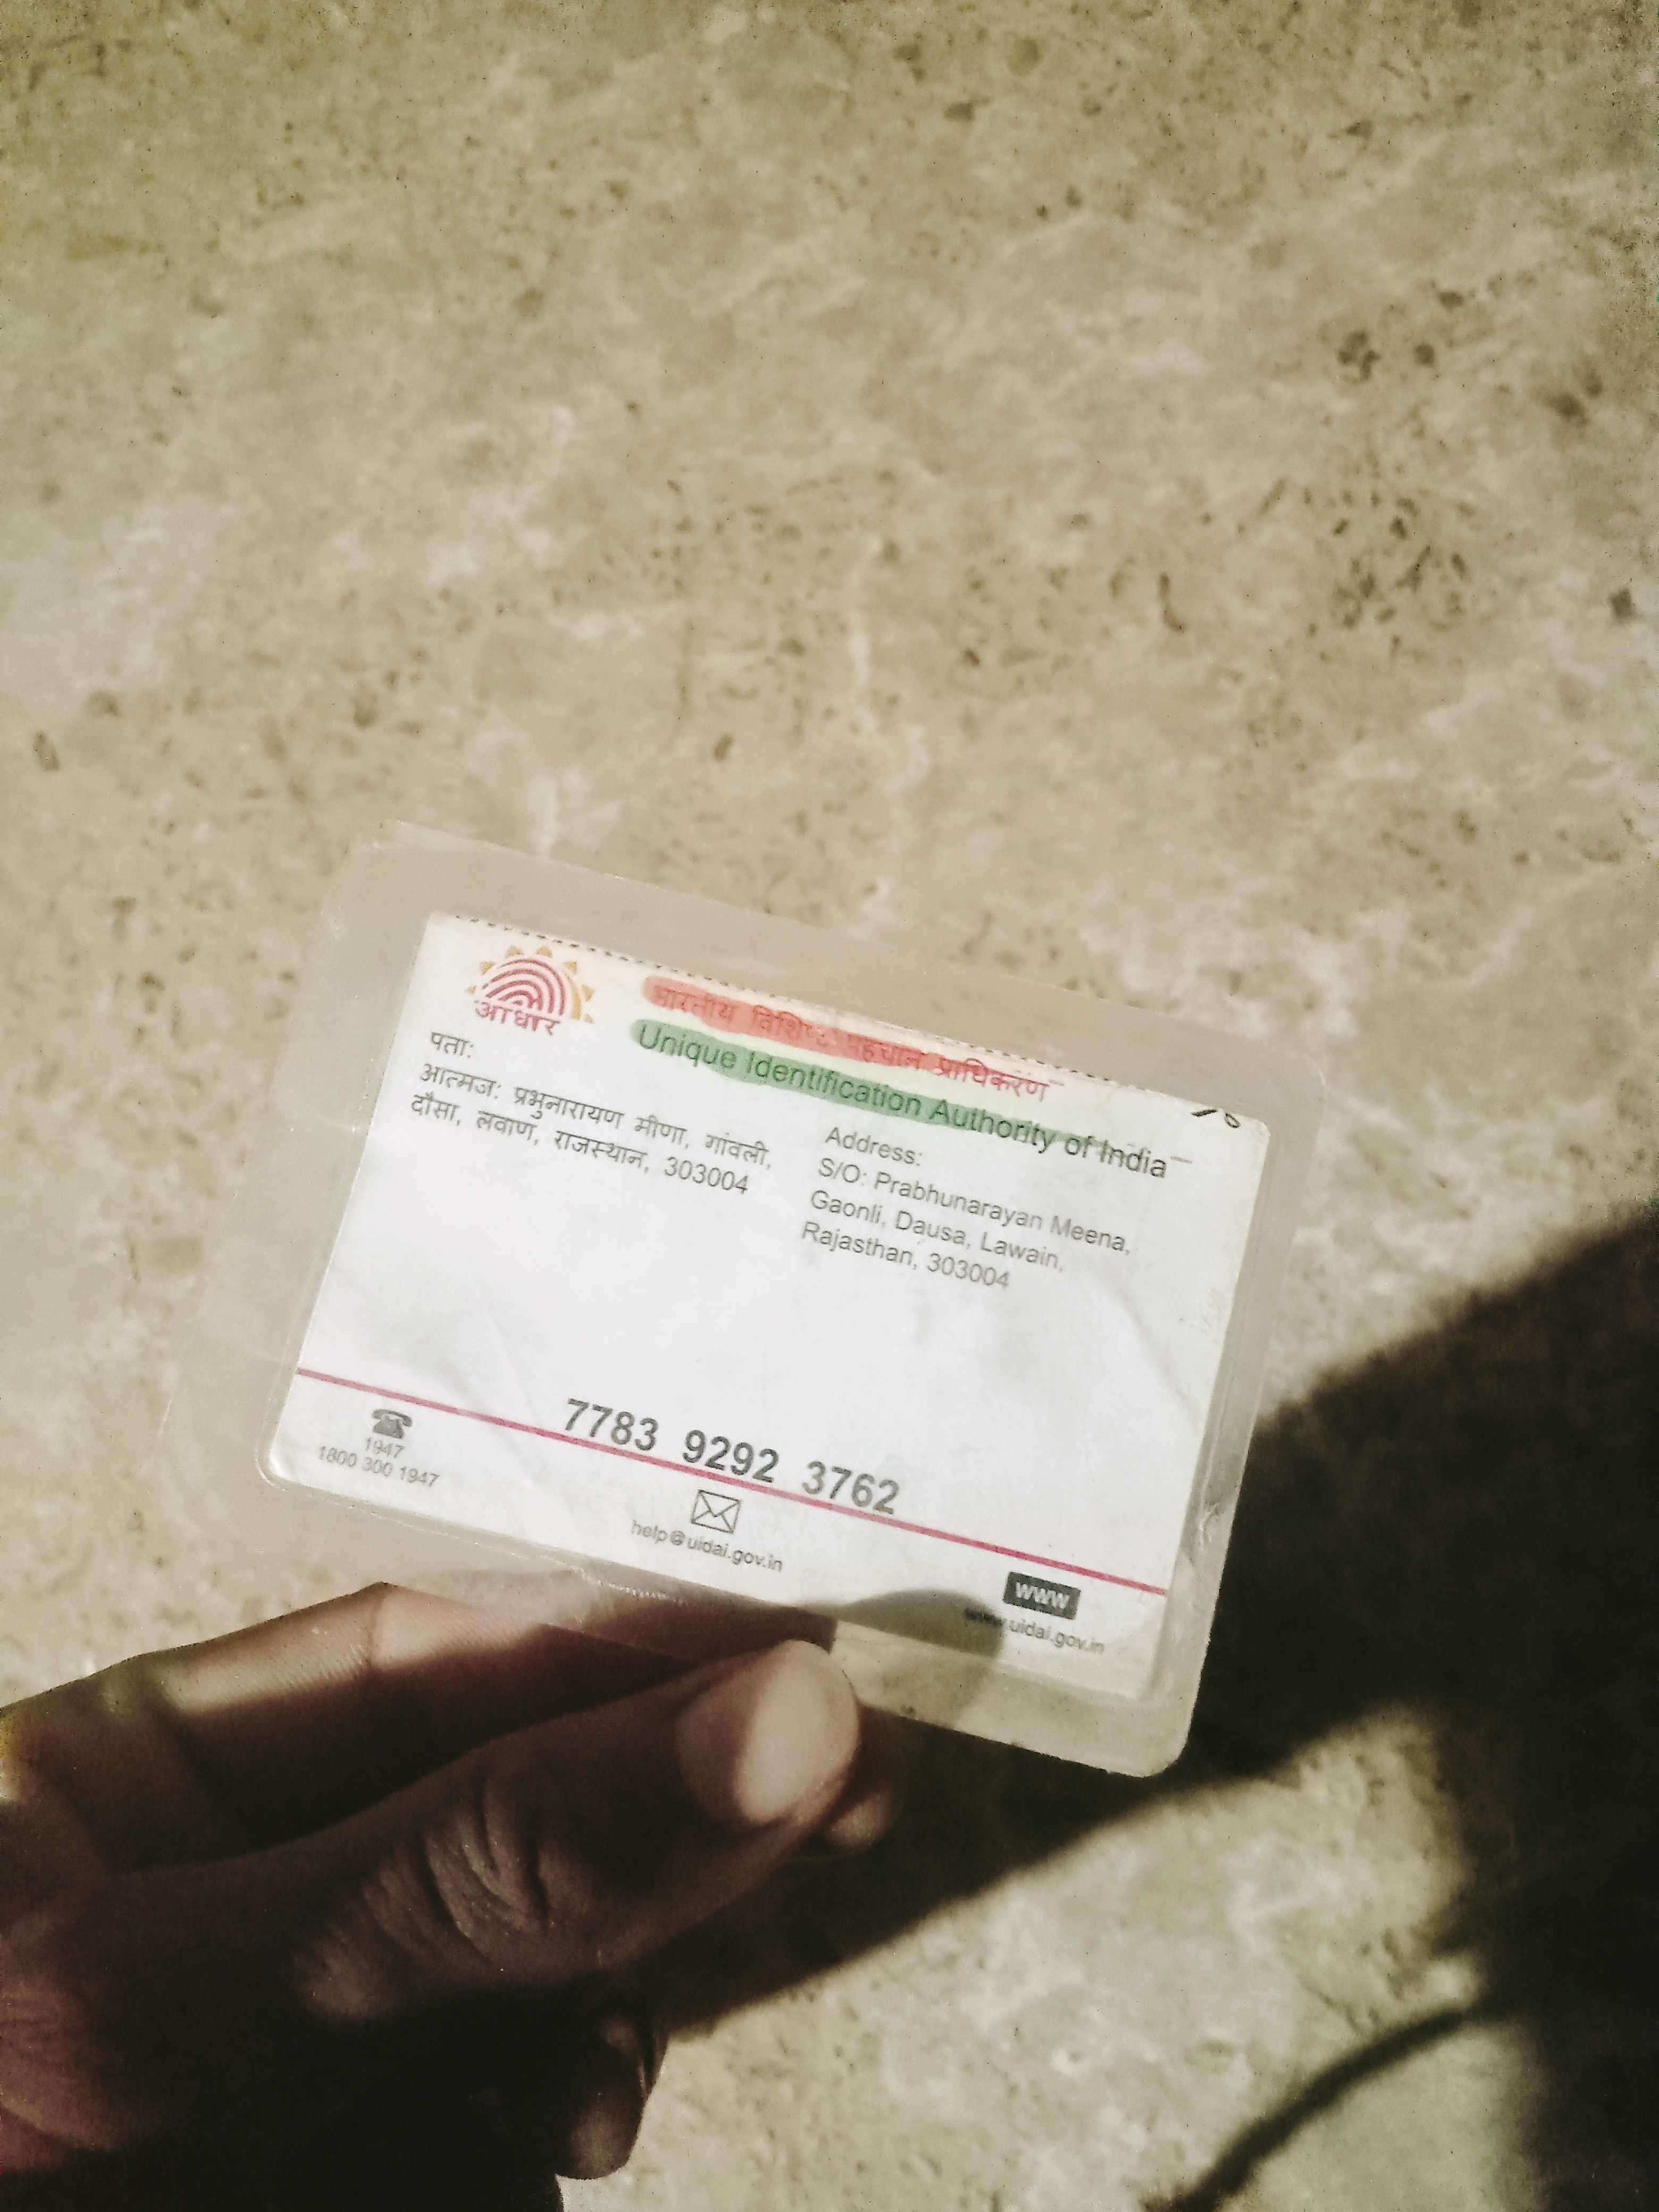 आधार
भारतीय विशिष्ट पहचान प्राधिकरण
Unique Identification Authority of India
पता:
आत्मज: प्रभुनारायण मीणा, गांवली,
दौसा, लवाण, राजस्थान, 303004
Address:
S/O: Prabhunarayan Meena,
Gaonli, Dausa, Lawain,
Rajasthan, 303004
7783 9292 3762
1947
1800 300 1947
help@uidai.gov.in
www
www.uidai.gov.in